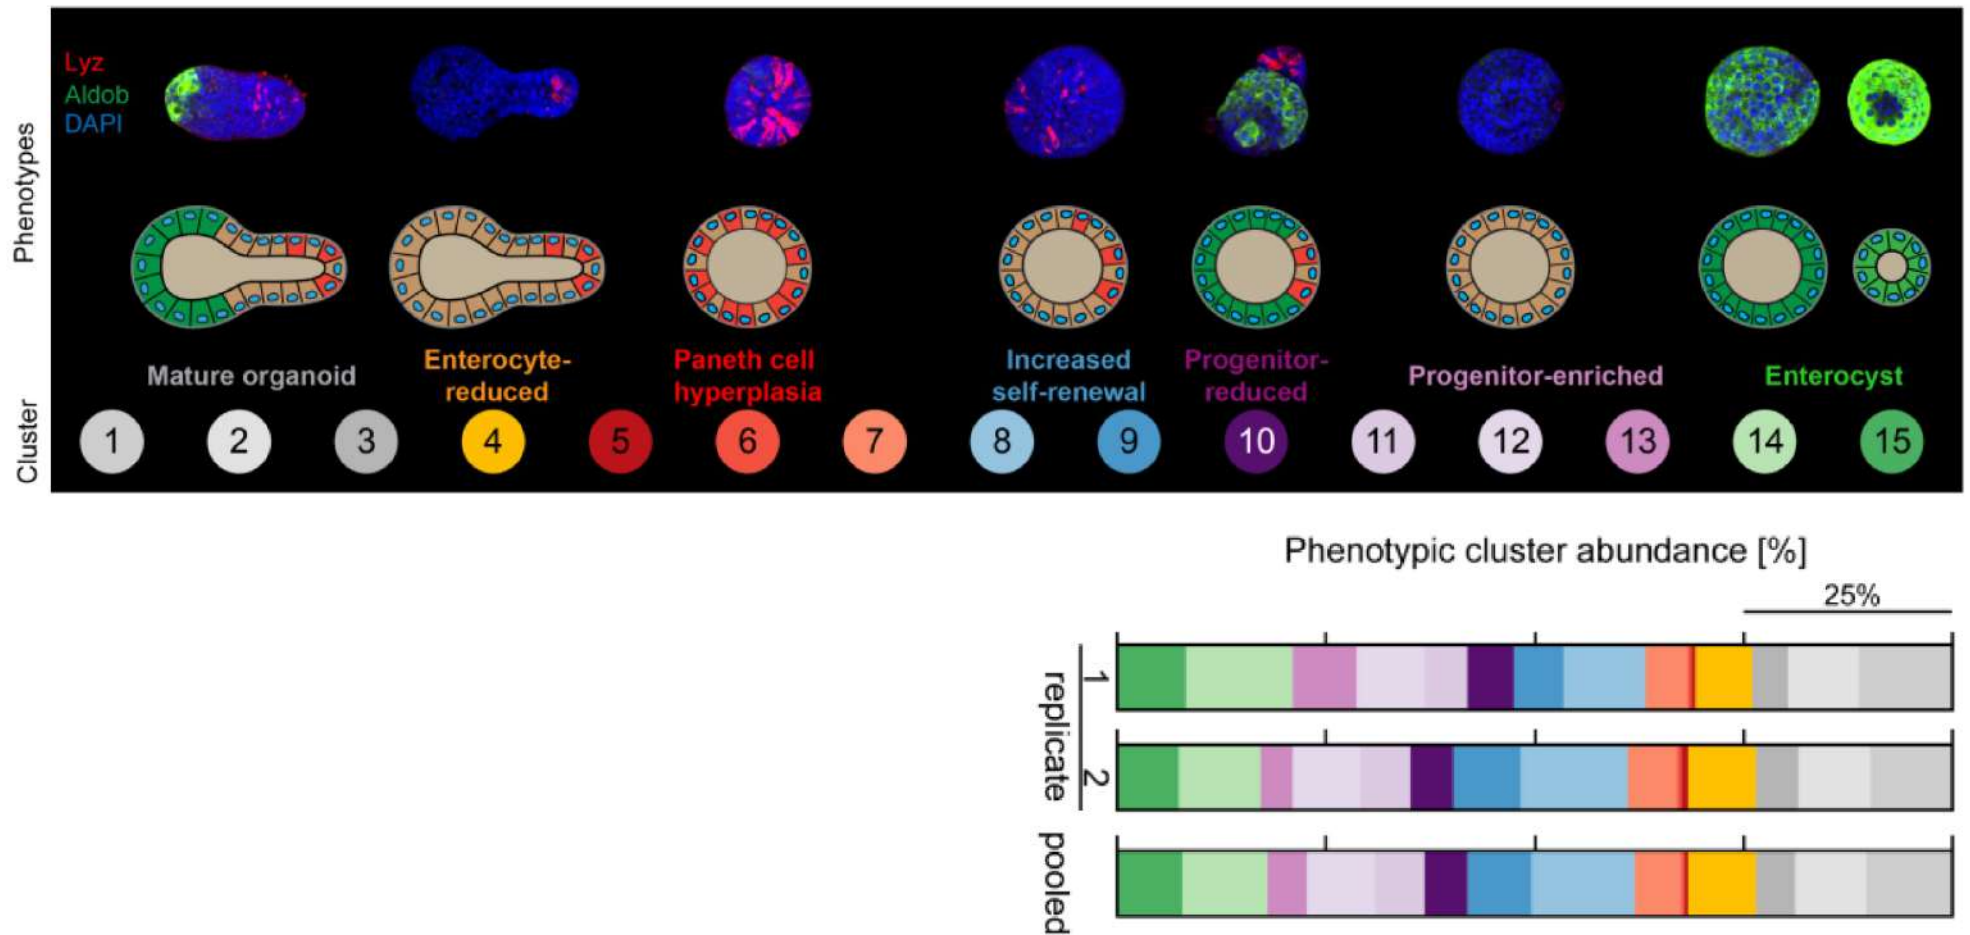 Phenotypes
Cluster
Lyz
Aldob
DAPI
Mature organoid
Enterocyte-
reduced
Paneth cell
hyperplasia
Increased
self-renewal
Progenitor-
reduced
Progenitor-enriched
Enterocyst
1 2 3 4 5 6 7 8 9 10 11 12 13 14 15
Phenotypic cluster abundance [%]
25%
replicate
1
2
pooled